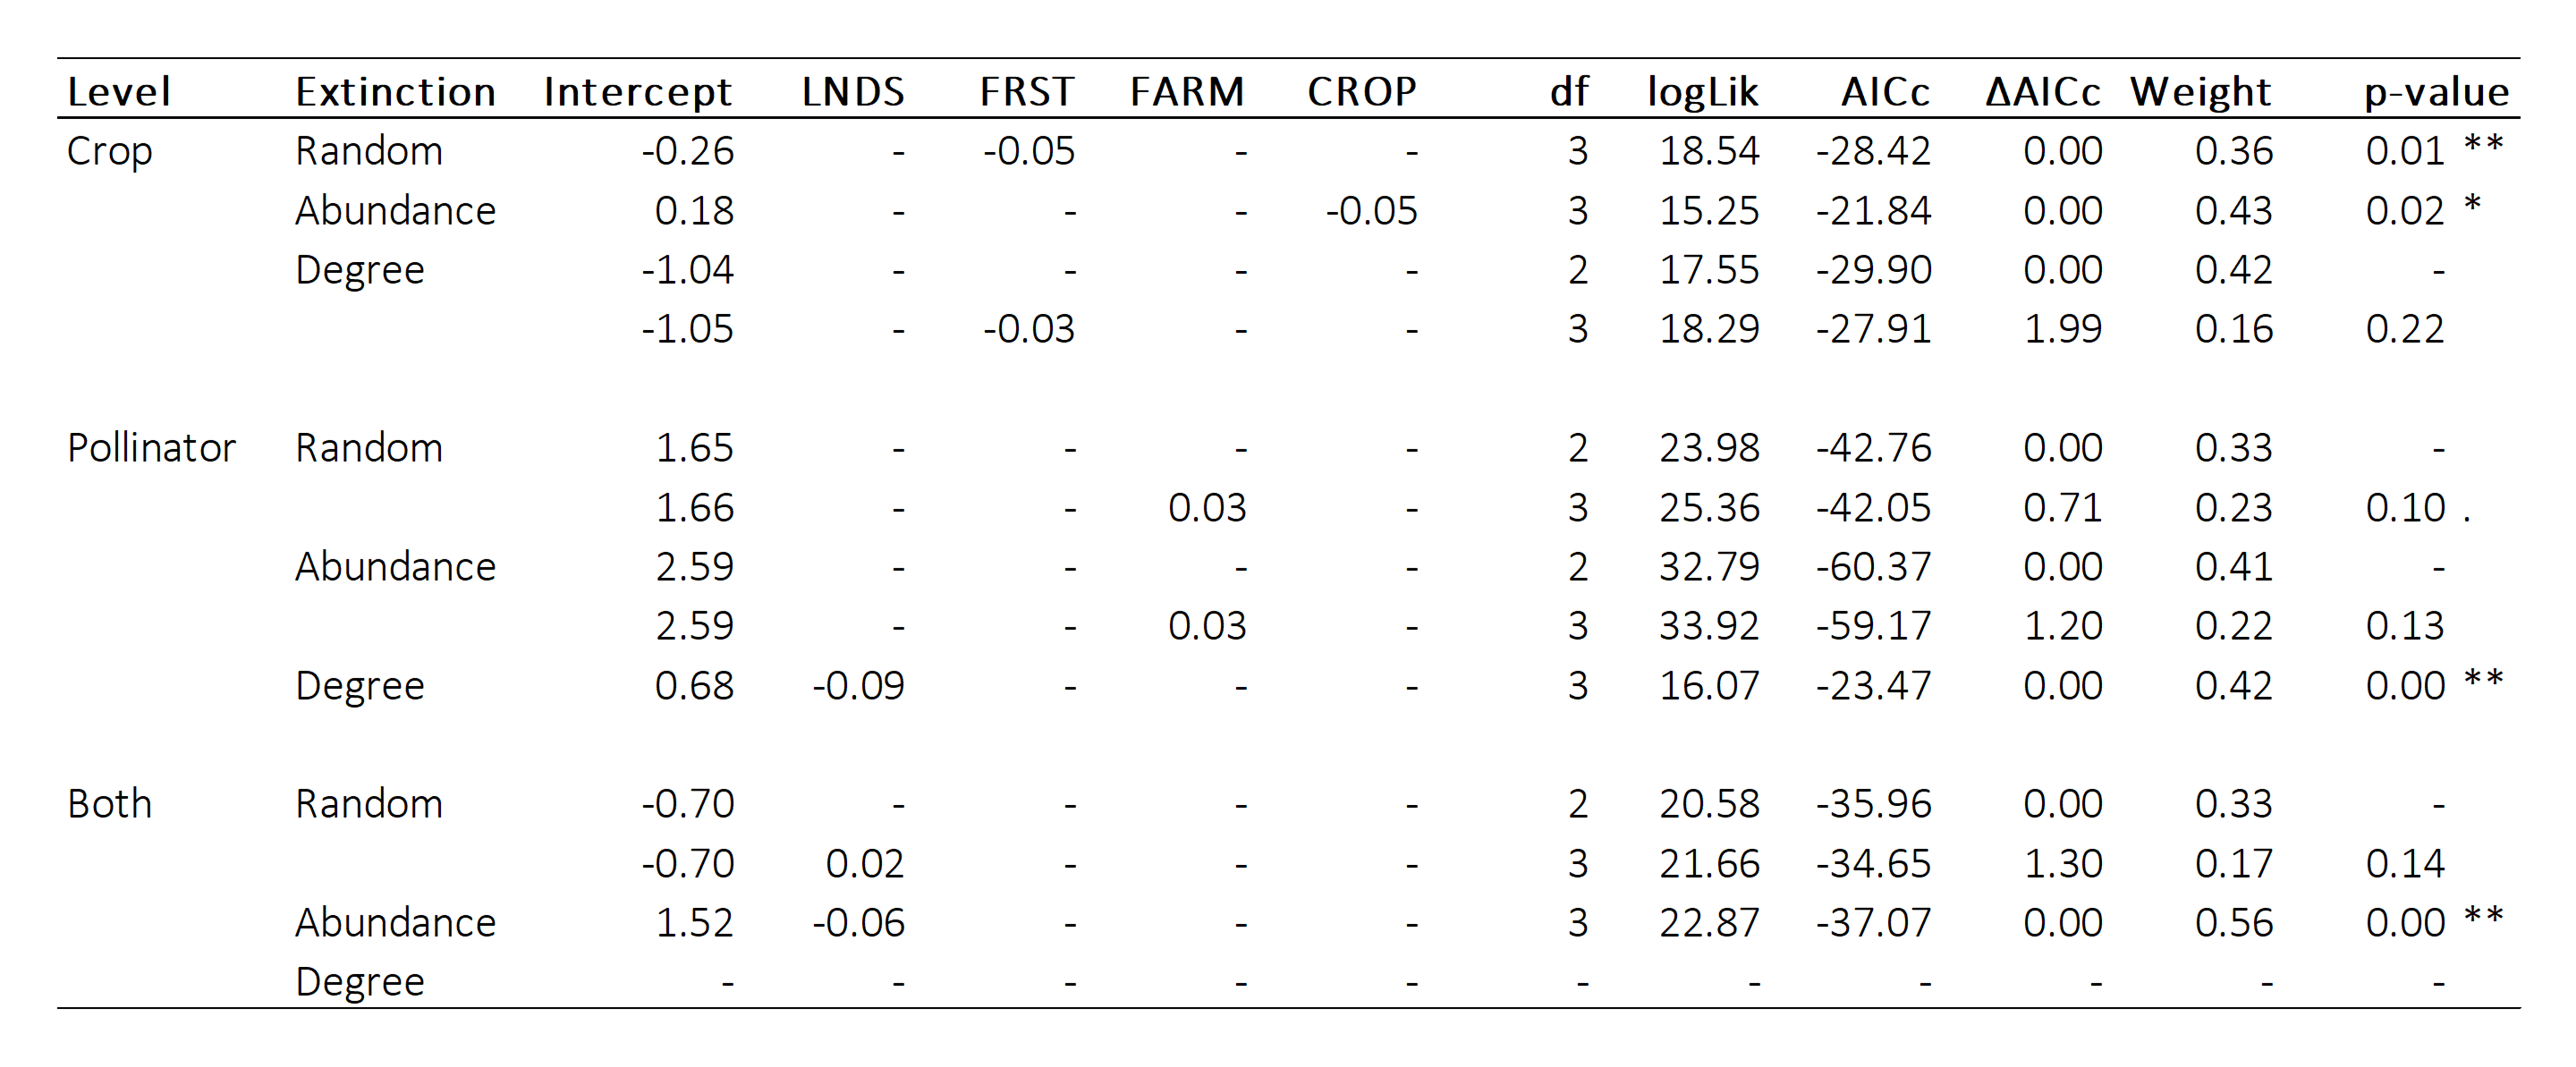 Level Extinction Intercept LNDS FRST FARM CROP df logLik AICc ΔAICc Weight p-value
Crop Random -0.26 - -0.05 - - 3 18.54 -28.42 0.00 0.36 0.01 **
Abundance 0.18 - - - -0.05 3 15.25 -21.84 0.00 0.43 0.02 *
Degree -1.04 - - - - 2 17.55 -29.90 0.00 0.42 -
-1.05 - -0.03 - - 3 18.29 -27.91 1.99 0.16 0.22
Pollinator Random 1.65 - - - - 2 23.98 -42.76 0.00 0.33 -
1.66 - - 0.03 - 3 25.36 -42.05 0.71 0.23 0.10 .
Abundance 2.59 - - - - 2 32.79 -60.37 0.00 0.41 -
2.59 - - 0.03 - 3 33.92 -59.17 1.20 0.22 0.13
Degree 0.68 -0.09 - - - 3 16.07 -23.47 0.00 0.42 0.00 **
Both Random -0.70 - - - - 2 20.58 -35.96 0.00 0.33 -
-0.70 0.02 - - - 3 21.66 -34.65 1.30 0.17 0.14
Abundance 1.52 -0.06 - - - 3 22.87 -37.07 0.00 0.56 0.00 **
Degree - - - - - - - - - - -